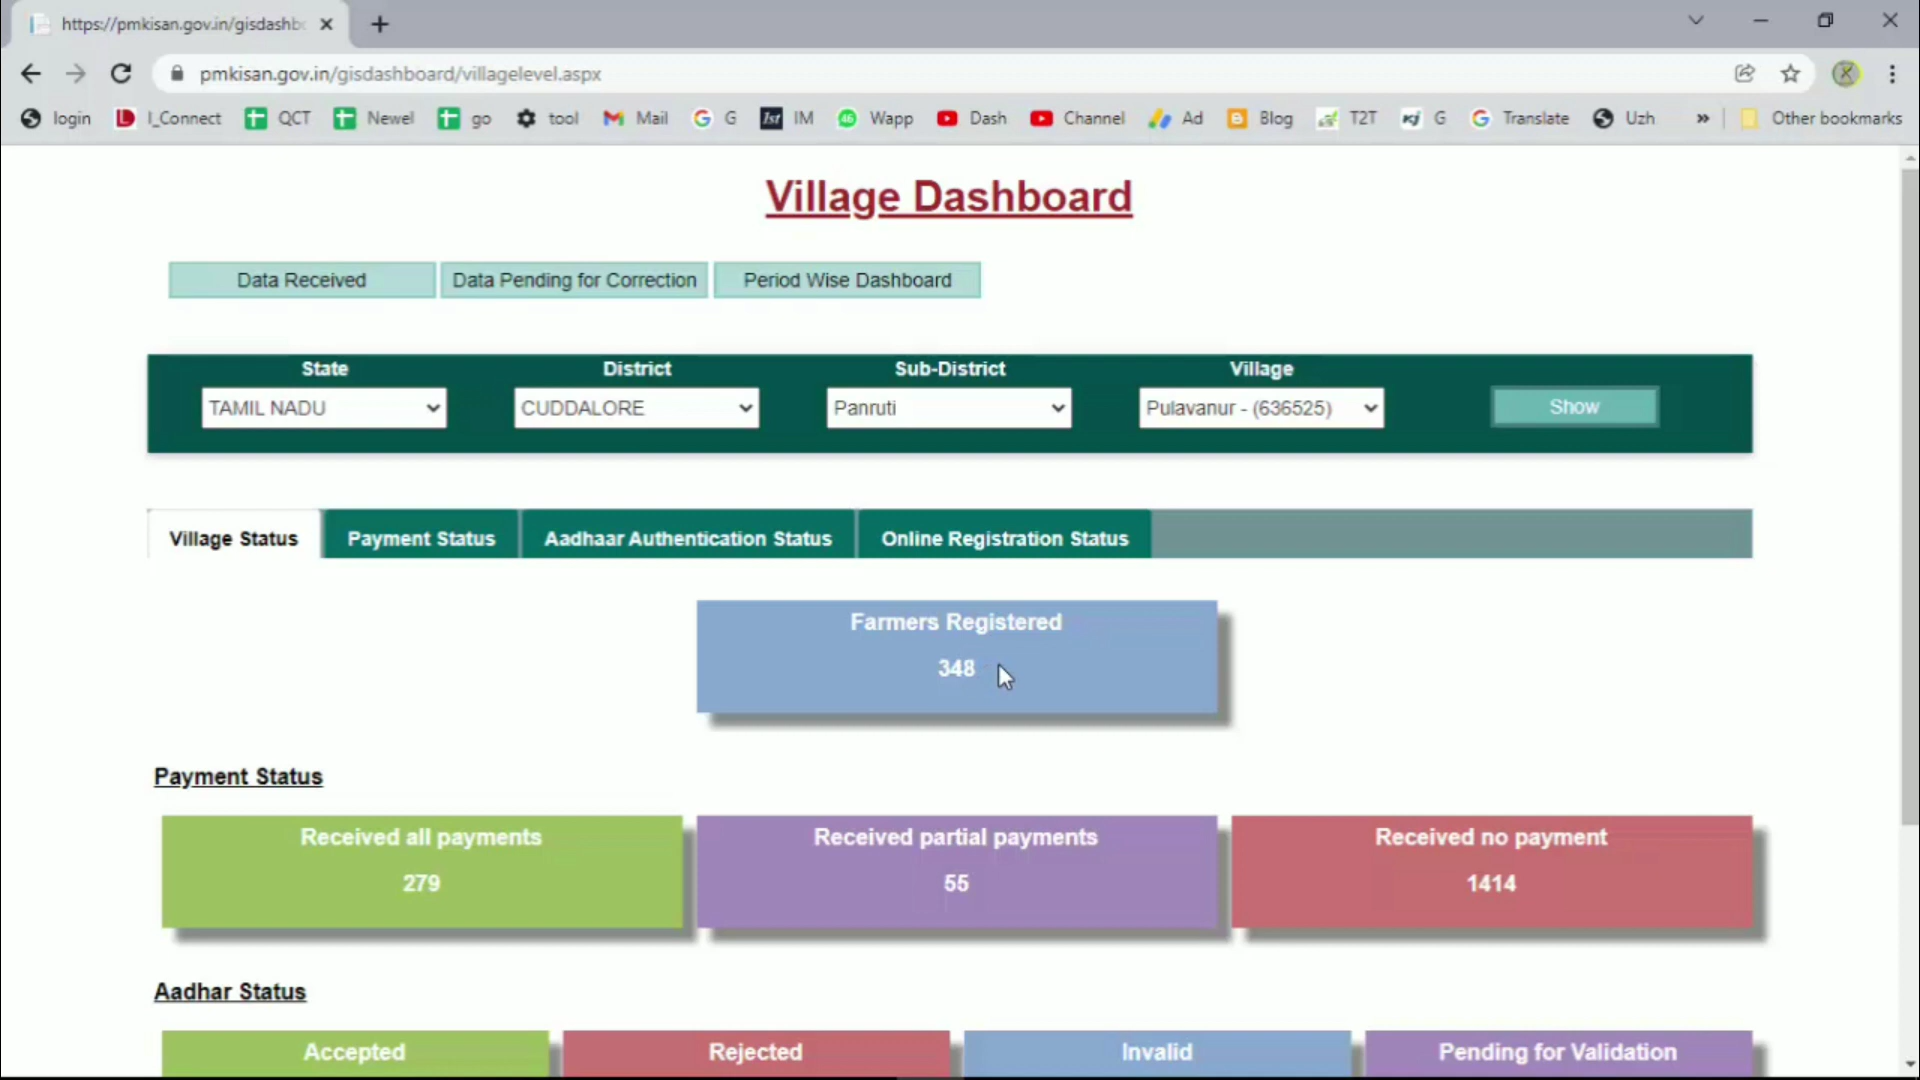 https://pmkisan.gov.in/gisdashbo
pmkisan.gov.in/gisdashboard/villagelevel.aspx
login I_Connect QCT Newel go tool Mail G IM Wapp Dash Channel Ad Blog T2T G Translate Uzh » Other bookmarks
Village Dashboard
Data Received Data Pending for Correction Period Wise Dashboard
State District Sub-District Village
TAMIL NADU CUDDALORE Panruti Pulavanur - (636525) Show
Village Status Payment Status Aadhaar Authentication Status Online Registration Status
Farmers Registered
348
Payment Status
Received all payments Received partial payments Received no payment
279 55 1414
Aadhar Status
Accepted Rejected Invalid Pending for Validation